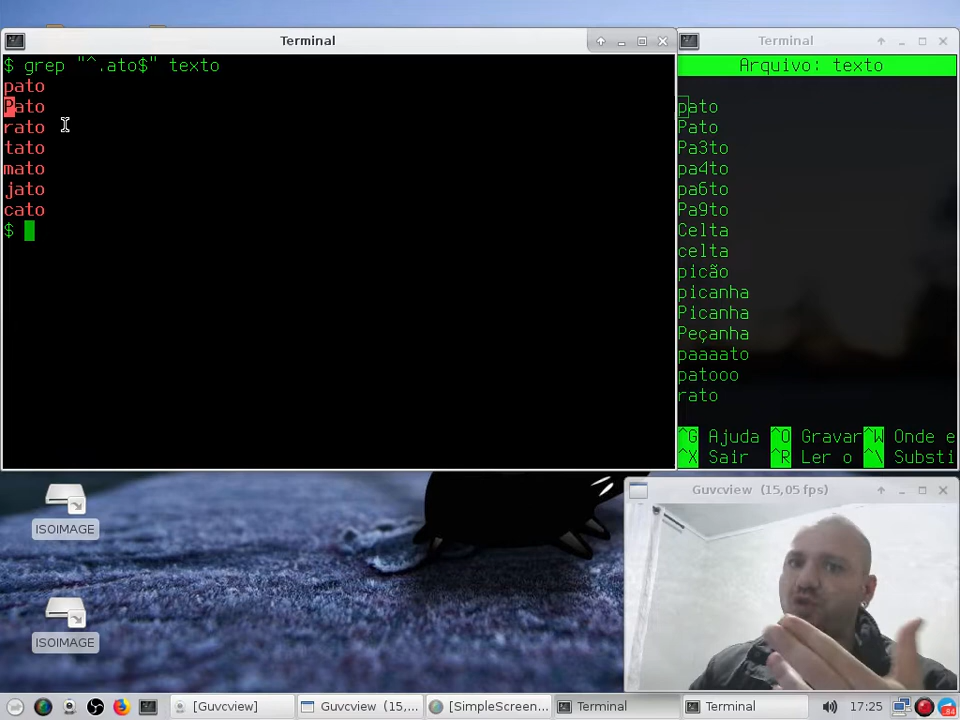 Terminal
$ grep "^.ato$" texto
pato
Pato
rato
tato
mato
jato
cato
$
Terminal
Arquivo: texto
pato
Pato
Pa3to
pa4to
pa6to
Pa9to
Celta
celta
picão
picanha
Picanha
Peçanha
paaaato
patooo
rato
^G Ajuda ^O Gravar ^W Onde e
^X Sair ^R Ler o ^\ Substi
ISOIMAGE
ISOIMAGE
Guvcview (15,05 fps)
[Guvcview]
Guvcview (15,...
[SimpleScreen...
Terminal
Terminal
17:25